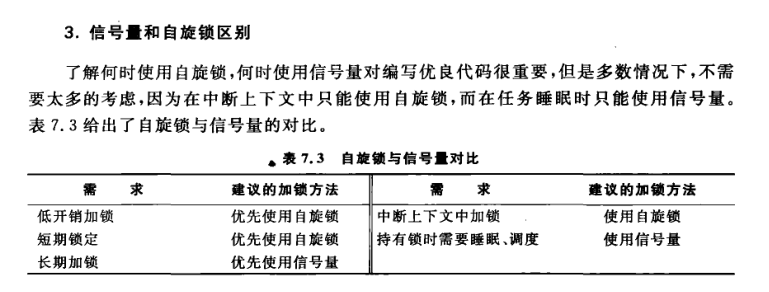 3. 信号量和自旋锁区别
了解何时使用自旋锁,何时使用信号量对编写优良代码很重要,但是多数情况下,不需
要太多的考虑,因为在中断上下文中只能使用自旋锁,而在任务睡眠时只能使用信号量。
表 7.3 给出了自旋锁与信号量的对比。
表 7.3 自旋锁与信号量对比
需 求 建议的加锁方法 需 求 建议的加锁方法
低开销加锁 优先使用自旋锁 中断上下文中加锁 使用自旋锁
短期锁定 优先使用自旋锁 持有锁时需要睡眠、调度 使用信号量
长期加锁 优先使用信号量